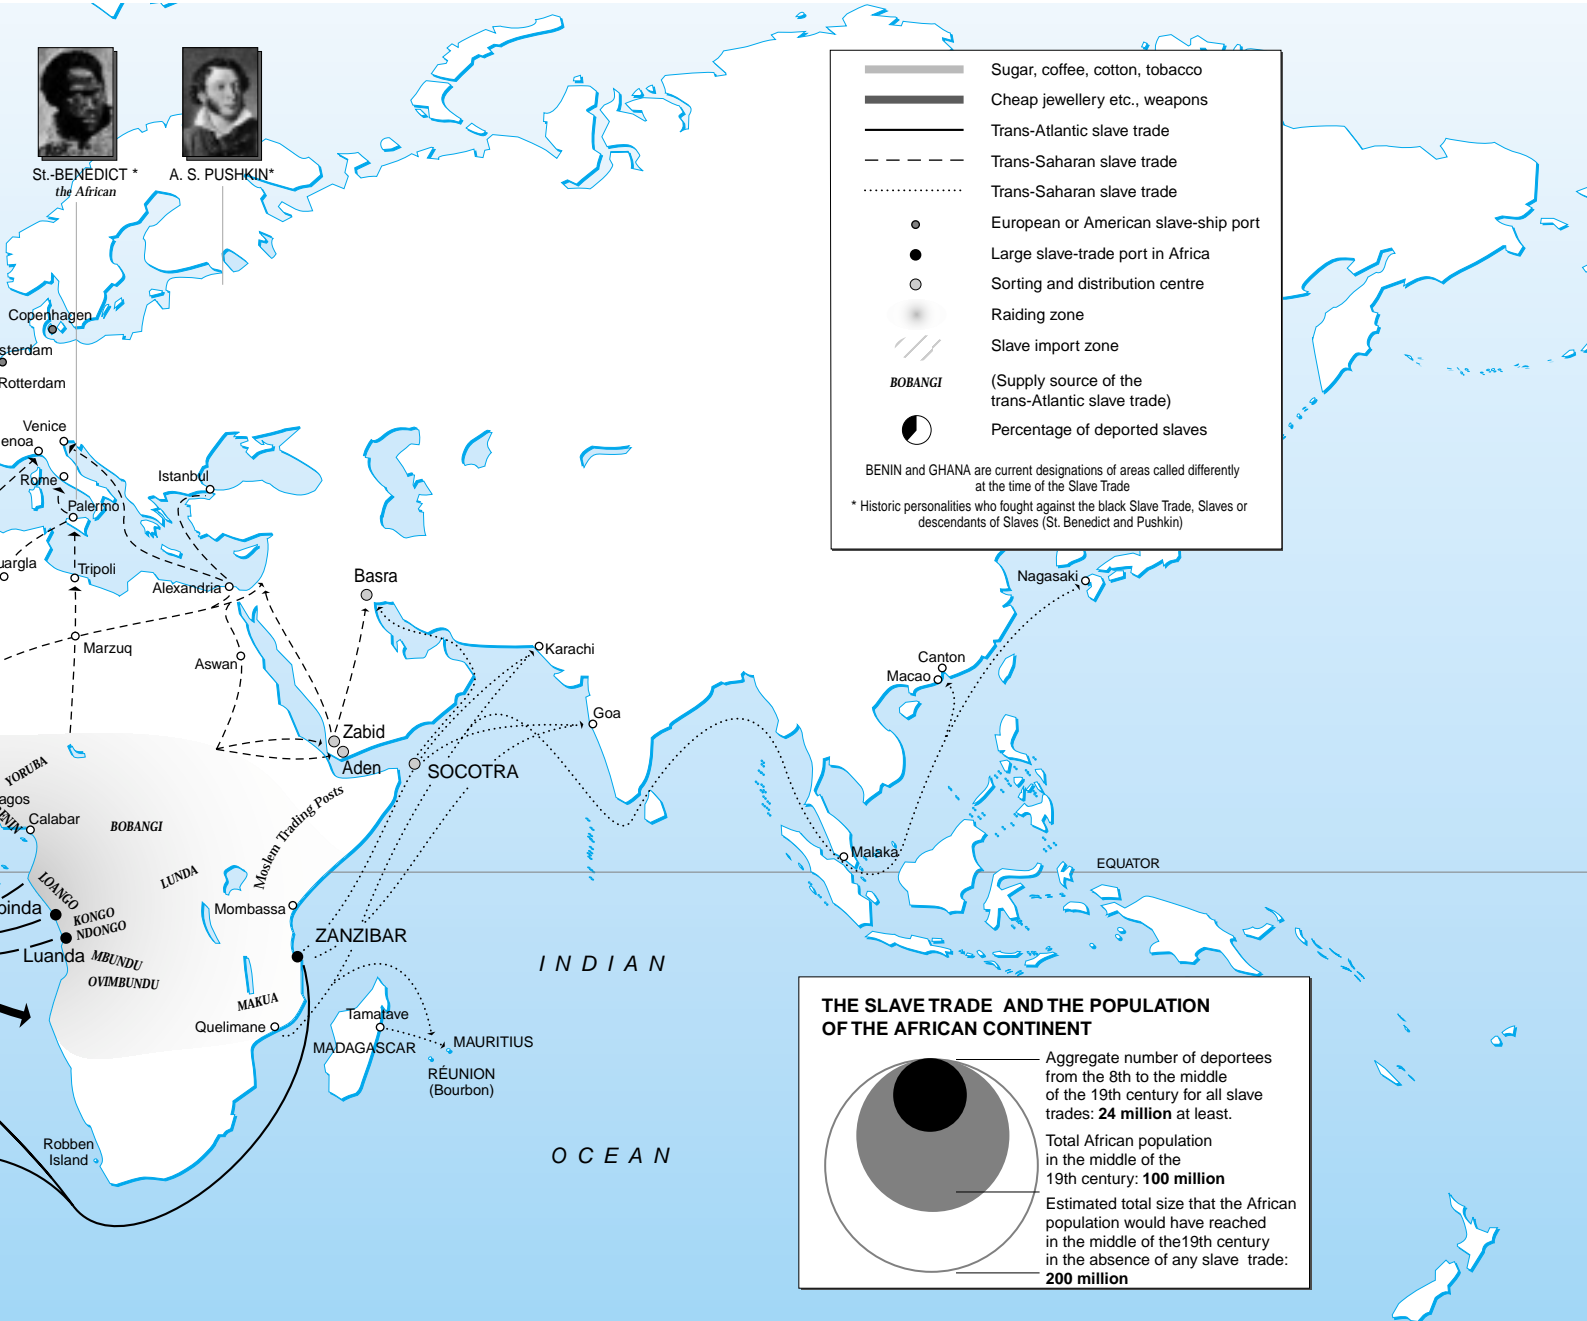 St.-BENEDICT *
the African
A. S. PUSHKIN*
Sugar, coffee, cotton, tobacco
Cheap jewellery etc., weapons
Trans-Atlantic slave trade
Trans-Saharan slave trade
Trans-Saharan slave trade
European or American slave-ship port
Large slave-trade port in Africa
Sorting and distribution centre
Raiding zone
Slave import zone
BOBANGI
(Supply source of the
trans-Atlantic slave trade)
Percentage of deported slaves
BENIN and GHANA are current designations of areas called differently
at the time of the Slave Trade
* Historic personalities who fought against the black Slave Trade, Slaves or
descendants of Slaves (St. Benedict and Pushkin)
Copenhagen
sterdam
Rotterdam
Venice
enoa
Rome
Istanbul
Palermo
uargla
Tripoli
Alexandria
Basra
Nagasaki
Marzuq
Aswan
Karachi
Canton
Macao
Goa
Zabid
Aden
SOCOTRA
YORUBA
agos
ENIN
Calabar
BOBANGI
Moslem Trading Posts
LUNDA
Malaka
EQUATOR
LOANGO
binda
KONGO
NDONGO
Mombassa
ZANZIBAR
Luanda
MBUNDU
OVIMBUNDU
INDIAN
MAKUA
Quelimane
Tamatave
MADAGASCAR
MAURITIUS
RÉUNION
(Bourbon)
Robben
Island
OCEAN
THE SLAVE TRADE AND THE POPULATION
OF THE AFRICAN CONTINENT
Aggregate number of deportees
from the 8th to the middle
of the 19th century for all slave
trades: 24 million at least.
Total African population
in the middle of the
19th century: 100 million
Estimated total size that the African
population would have reached
in the middle of the19th century
in the absence of any slave trade:
200 million